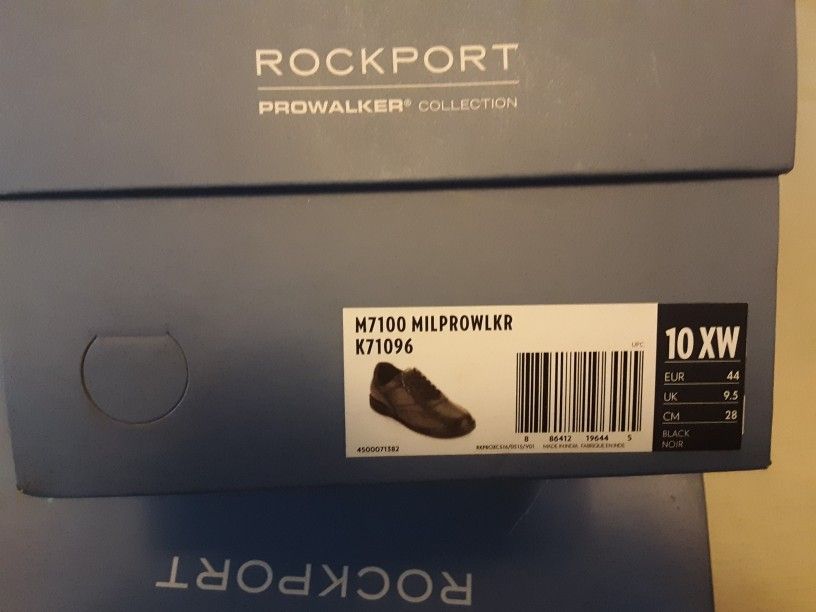 ROCKPORT
PROWALKER® COLLECTION
M7100 MILPROWLKR
K71096
UPC
8 86412 19644 5
4500071382
MADE IN INDIA FABRIQUE EN INDE
10 XW
EUR 44
UK 9.5
CM 28
BLACK
NOIR
ROCKPORT